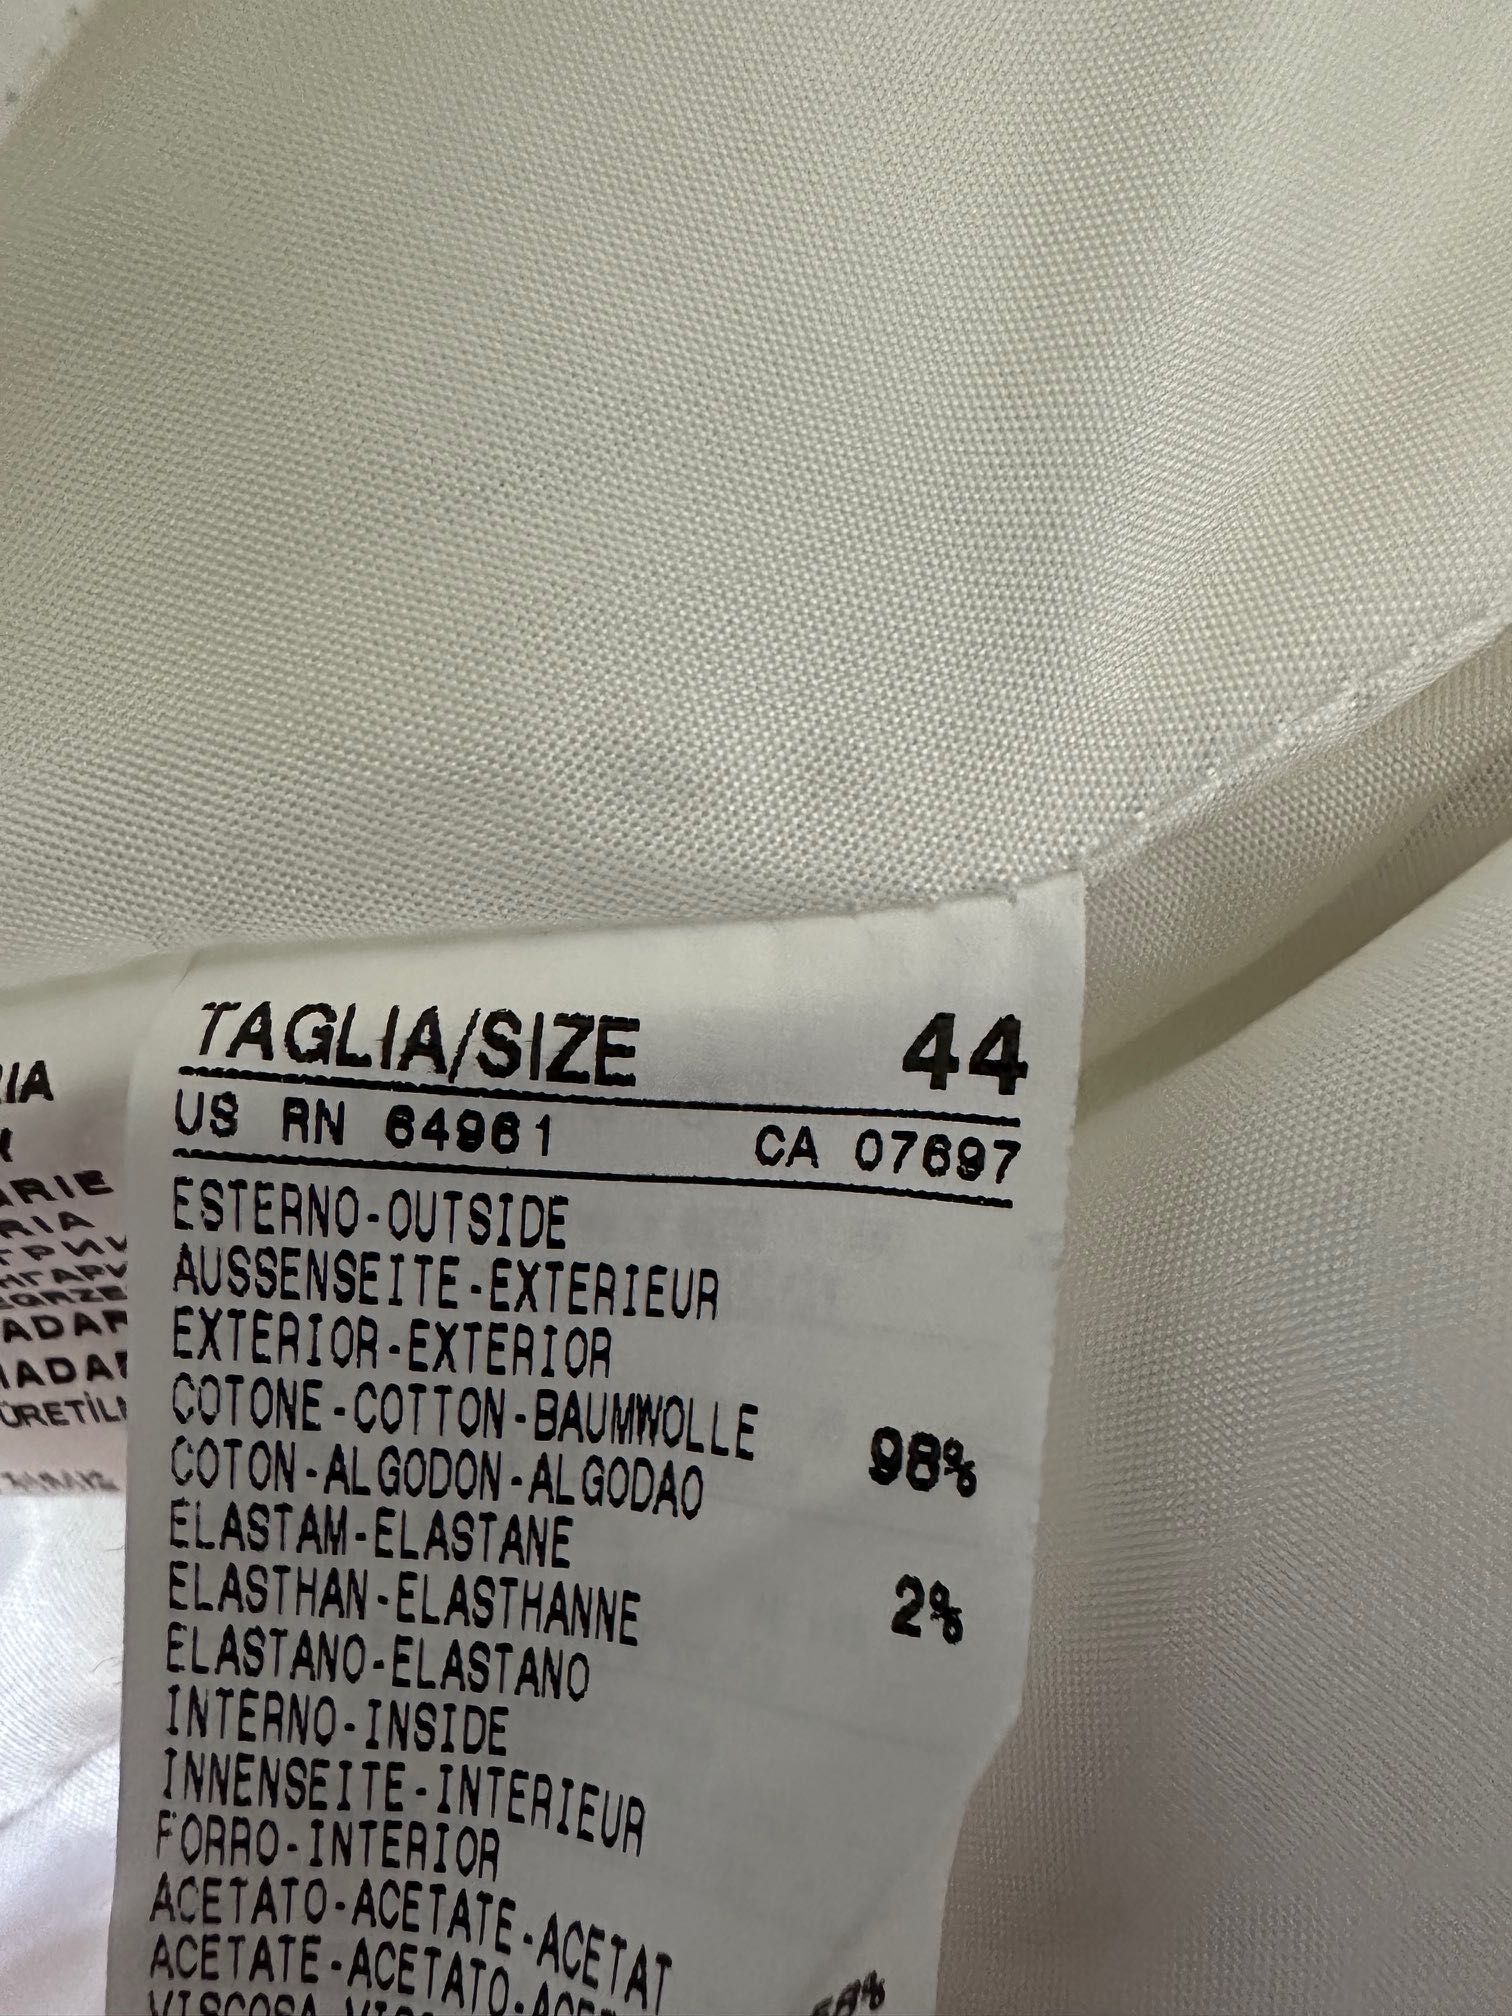 TAGLIA/SIZE 44
US RN 64961 CA 07697
ESTERNO-OUTSIDE
AUSSENSEITE-EXTERIEUR
EXTERIOR-EXTERIOR
COTONE-COTTON-BAUMWOLLE 98%
COTON-ALGODON-ALGODAO
ELASTAM-ELASTANE
ELASTHAN-ELASTHANNE 2%
ELASTANO-ELASTANO
INTERNO-INSIDE
INNENSEITE-INTERIEUR
FORRO-INTERIOR
ACETATO-ACETATE-ACETAT
ACETATE-ACETATO-
VISCOSA